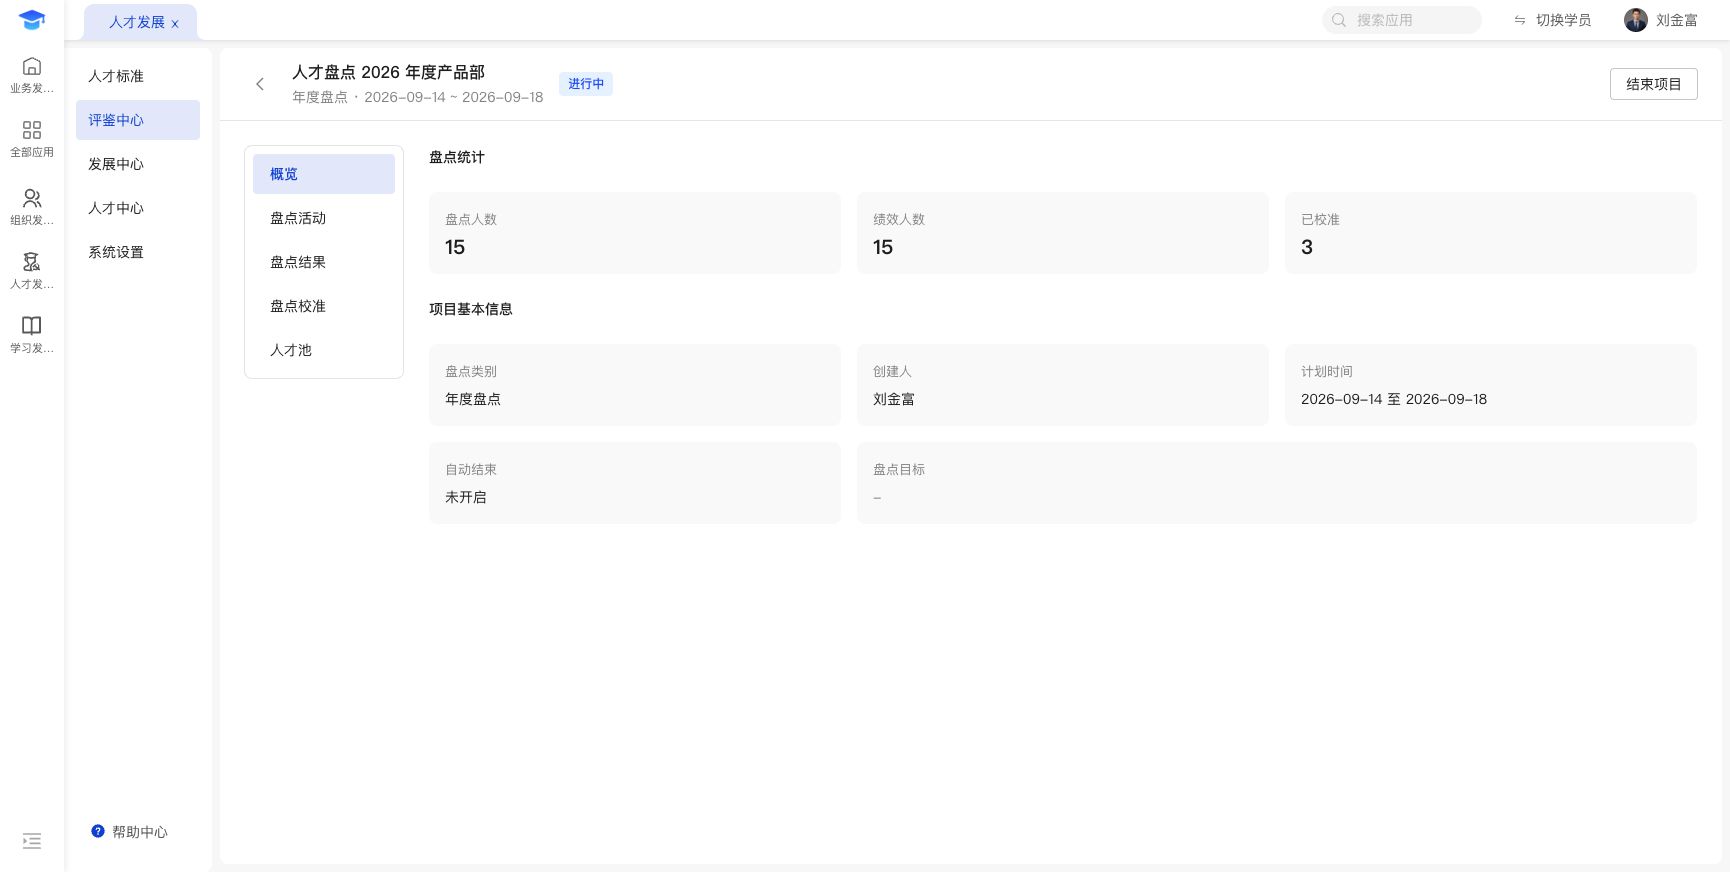 人才发展 x
搜索应用
切换学员
刘金富
业务发...
全部应用
组织发...
人才发...
学习发...
人才标准
评鉴中心
发展中心
人才中心
系统设置
帮助中心
人才盘点 2026 年度产品部
年度盘点 · 2026-09-14 ~ 2026-09-18
进行中
结束项目
概览
盘点活动
盘点结果
盘点校准
人才池
盘点统计
盘点人数
15
绩效人数
15
已校准
3
项目基本信息
盘点类别
年度盘点
创建人
刘金富
计划时间
2026-09-14 至 2026-09-18
自动结束
未开启
盘点目标
-